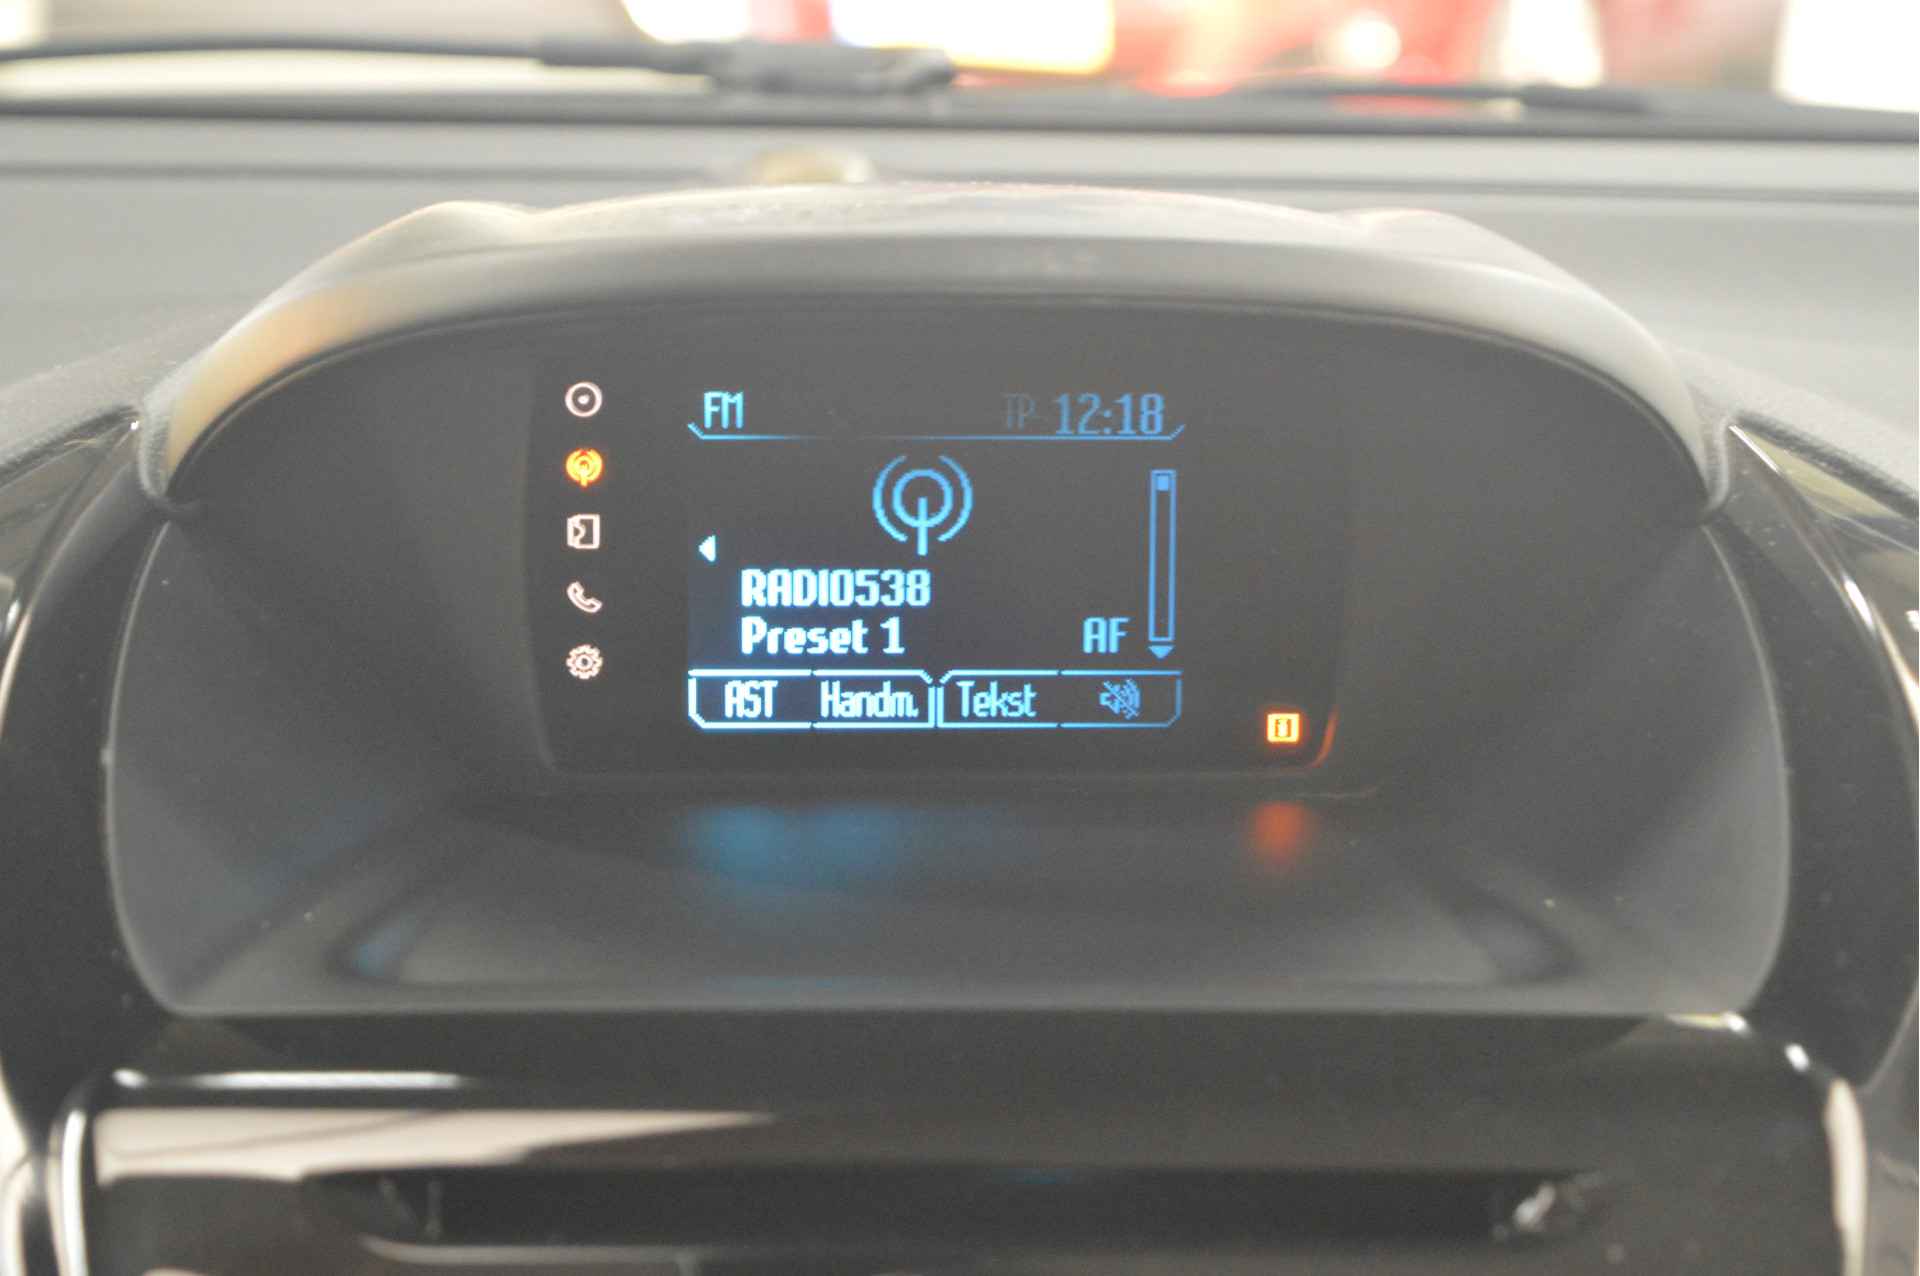 FM TP 12:18
RADIO538
Preset 1 AF
AST Handm. Tekst